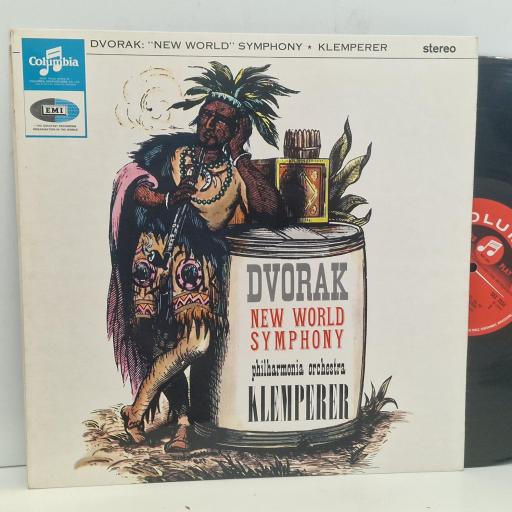 DVORAK: "NEW WORLD" SYMPHONY ★ KLEMPERER
stereo
Columbia
EMI
DVORAK
NEW WORLD
SYMPHONY
philharmonia orchestra
KLEMPERER